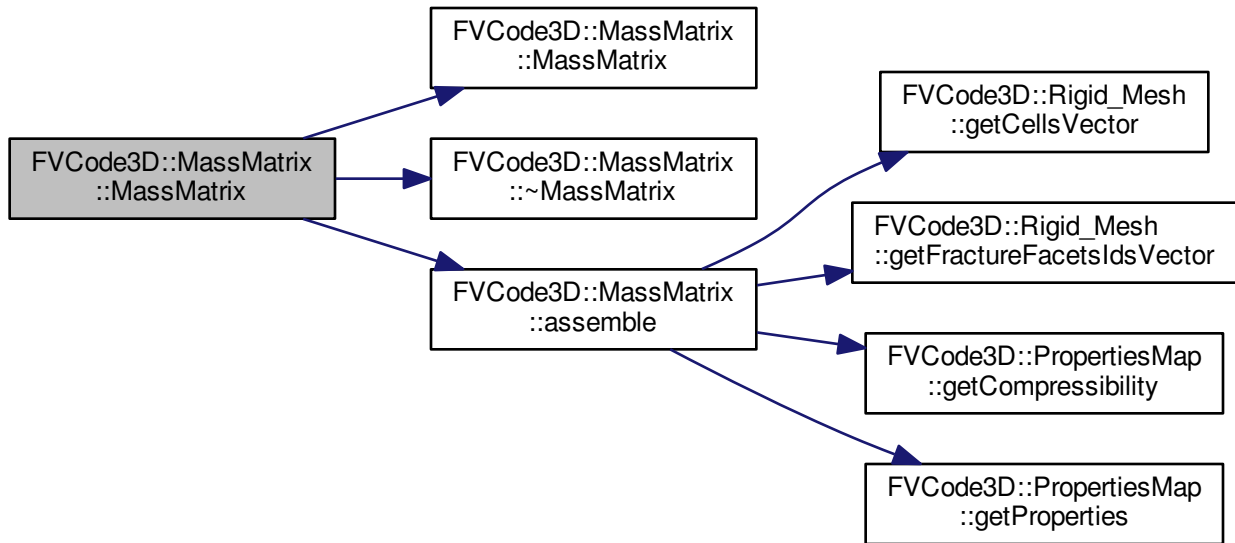 FVCode3D::MassMatrix
::MassMatrix
FVCode3D::MassMatrix
::MassMatrix
FVCode3D::MassMatrix
::~MassMatrix
FVCode3D::MassMatrix
::assemble
FVCode3D::Rigid_Mesh
::getCellsVector
FVCode3D::Rigid_Mesh
::getFractureFacetsIdsVector
FVCode3D::PropertiesMap
::getCompressibility
FVCode3D::PropertiesMap
::getProperties